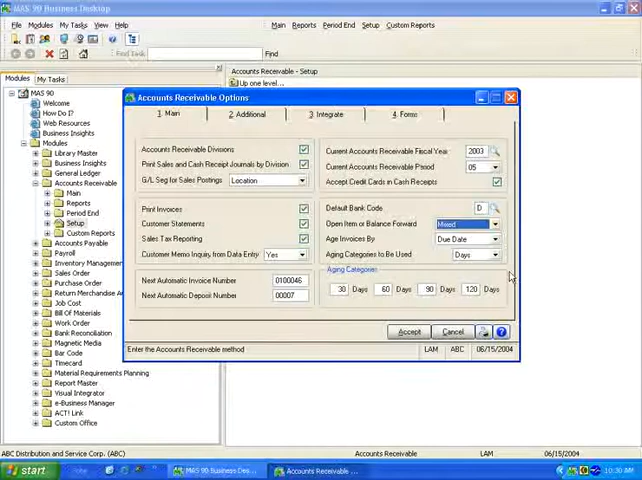 MAS 90 Business Desktop
File Modules My Tasks View Help
Main Reports Period End Setup Custom Reports
Find Task Find
Modules My Tasks
Accounts Receivable - Setup
Up one level...
MAS 90
Welcome
How Do I?
Web Resources
Business Insights
Modules
Library Master
Business Insights
General Ledger
Accounts Receivable
Main
Reports
Period End
Setup
Custom Reports
Accounts Payable
Payroll
Inventory Management
Sales Order
Purchase Order
Return Merchandise A
Job Cost
Bill Of Materials
Work Order
Bank Reconciliation
Magnetic Media
Bar Code
Timecard
Material Requirements Planning
Report Master
Visual Integrator
e-Business Manager
ACT! Link
Custom Office
Accounts Receivable Options
1. Main 2. Additional 3. Integrate 4. Forms
Accounts Receivable Divisions
Print Sales and Cash Receipt Journals by Division
G/L Seg for Sales Postings Location
Current Accounts Receivable Fiscal Year 2003
Current Accounts Receivable Period 05
Accept Credit Cards in Cash Receipts
Print Invoices
Customer Statements
Sales Tax Reporting
Customer Memo Inquiry from Data Entry Yes
Default Bank Code D
Open Item or Balance Forward Mixed
Age Invoices By Due Date
Aging Categories to Be Used Days
Next Automatic Invoice Number 0100046
Next Automatic Deposit Number 00007
Aging Categories
30 Days 60 Days 90 Days 120 Days
Accept Cancel
Enter the Accounts Receivable method LAM ABC 06/15/2004
ABC Distribution and Service Corp. (ABC) Accounts Receivable LAM 06/15/2004
start MAS 90 Business Des... Accounts Receivable ... 10:30 AM